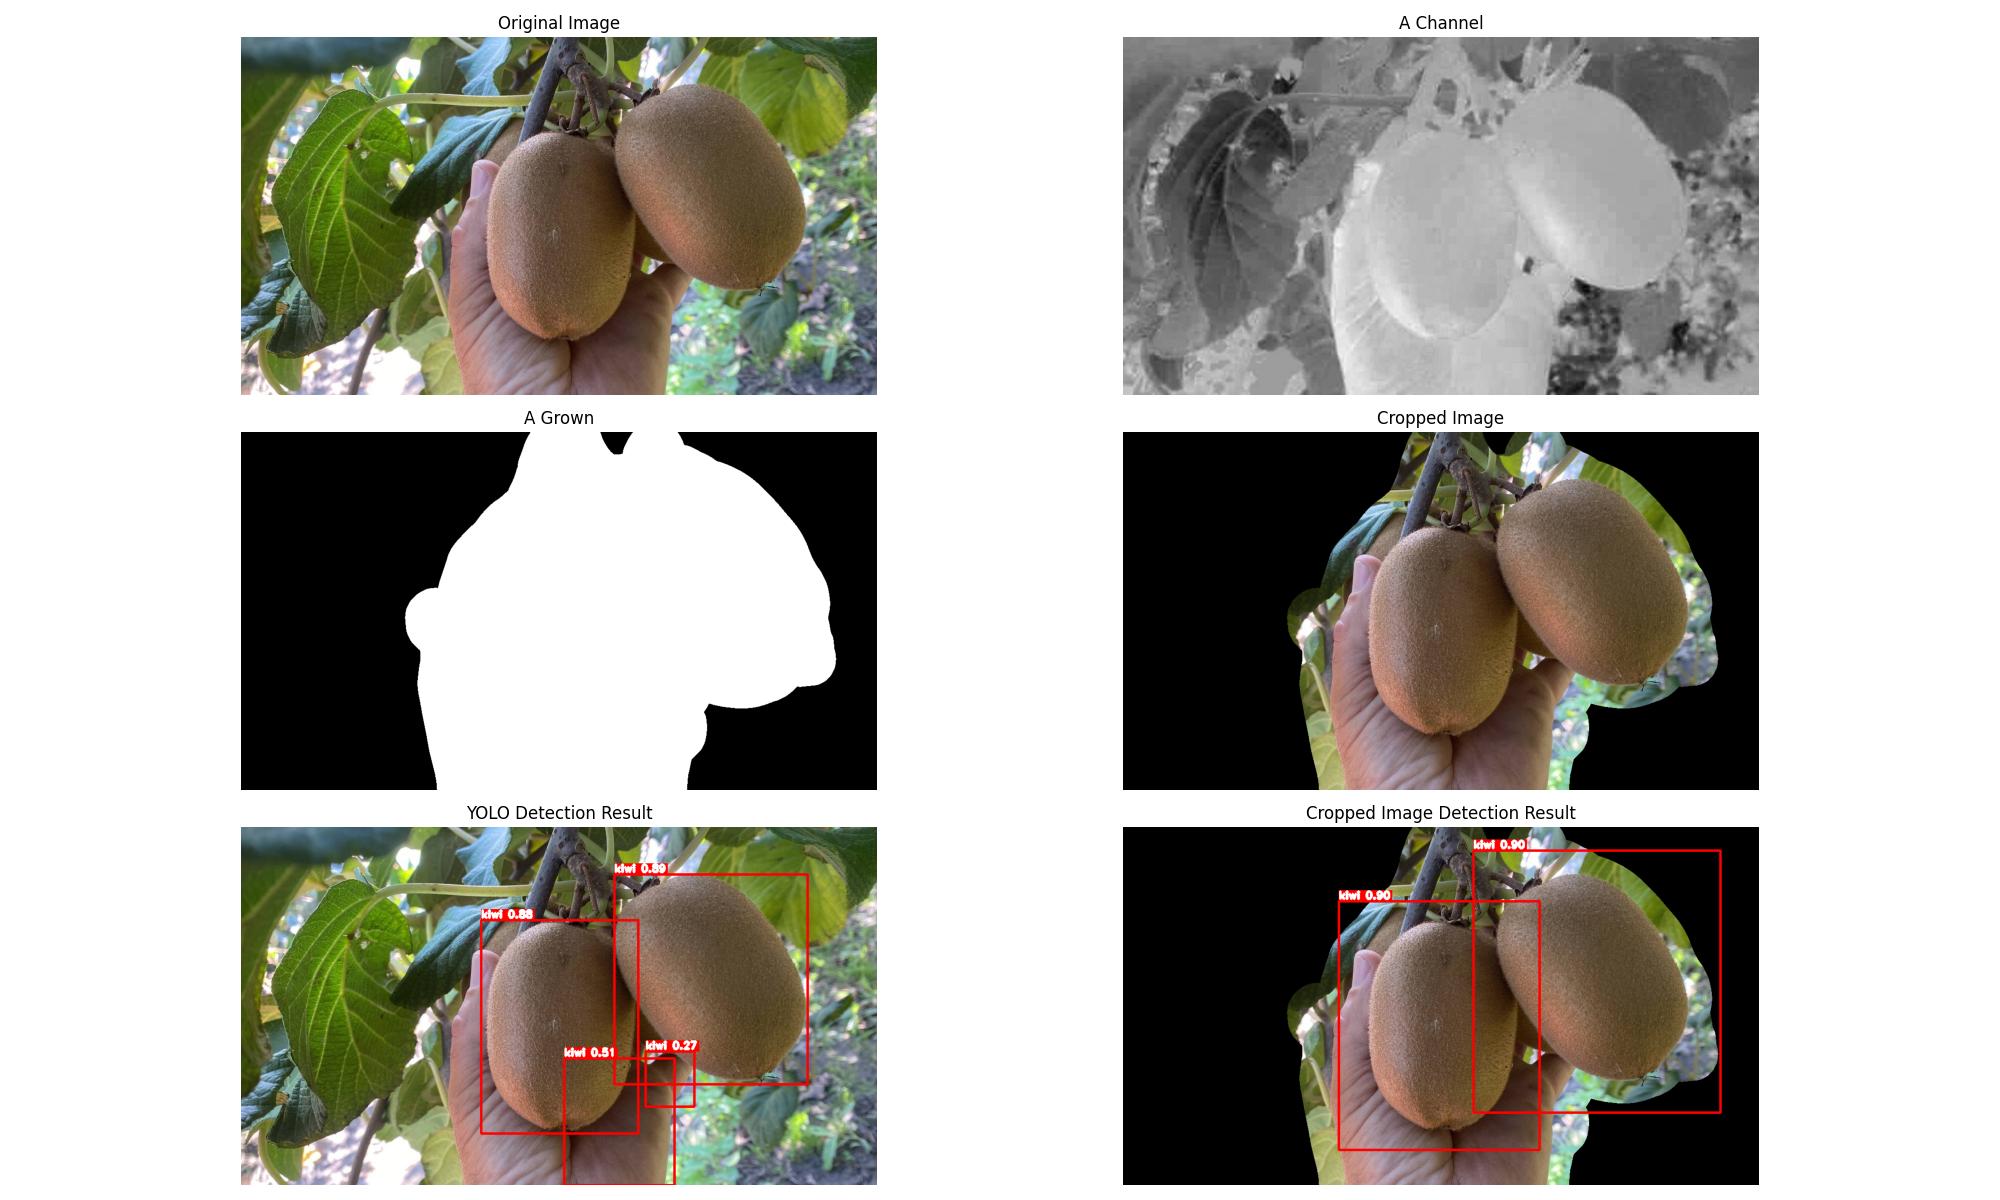 Original Image
A Channel
A Grown
Cropped Image
YOLO Detection Result
Cropped Image Detection Result
kiwi 0.89
kiwi 0.88
kiwi 0.51
kiwi 0.27
kiwi 0.90
kiwi 0.90